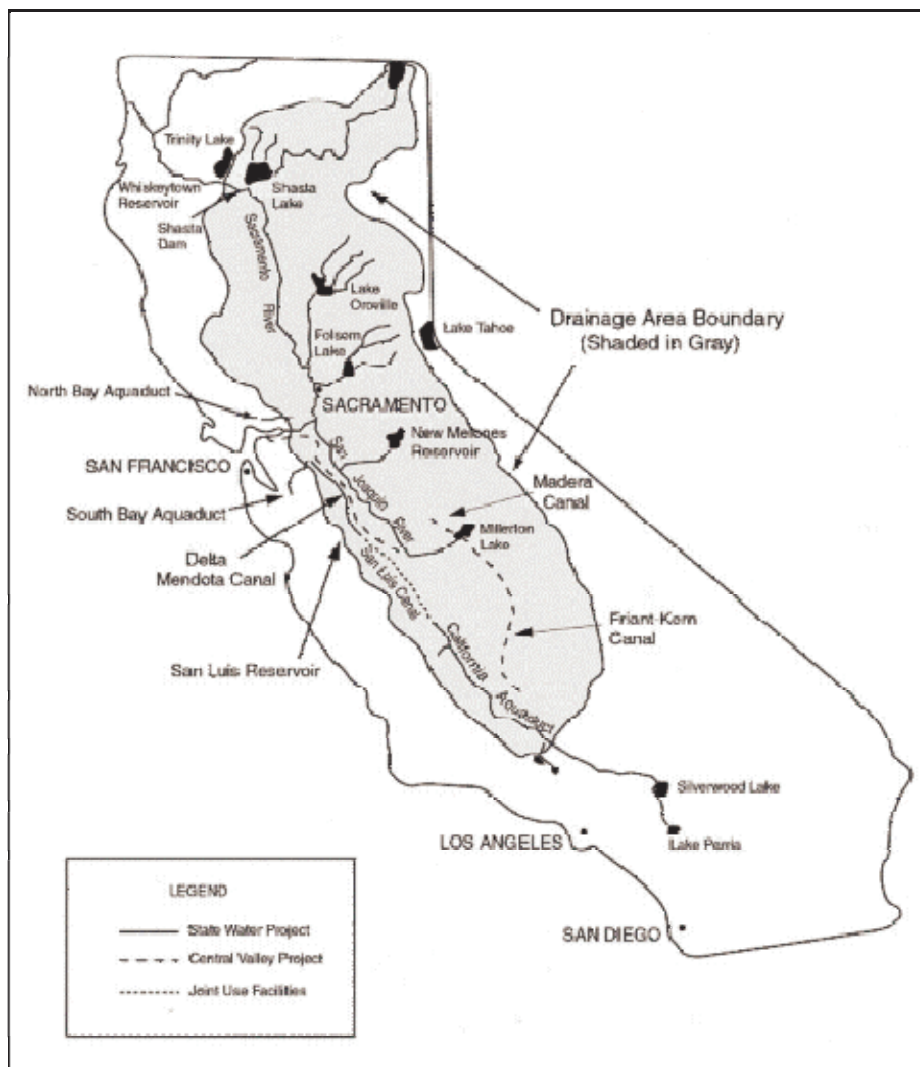 Trinity Lake
Whiskeytown
Reservoir
Shasta
Dam
Shasta
Lake
Sacramento
River
Lake
Oroville
Folsom
Lake
Lake Tahoe
Drainage Area Boundary
(Shaded in Gray)
North Bay Aquaduct
SACRAMENTO
New Melones
Reservoir
SAN FRANCISCO
San
Joaquin
River
Madera
Canal
South Bay Aquaduct
Millerton
Lake
Delta
Mendota Canal
San Luis Canal
Friant-Kern
Canal
San Luis Reservoir
California
Aquaduct
Silverwood Lake
LOS ANGELES
Lake Perris
SAN DIEGO
LEGEND
State Water Project
Central Valley Project
Joint Use Facilities